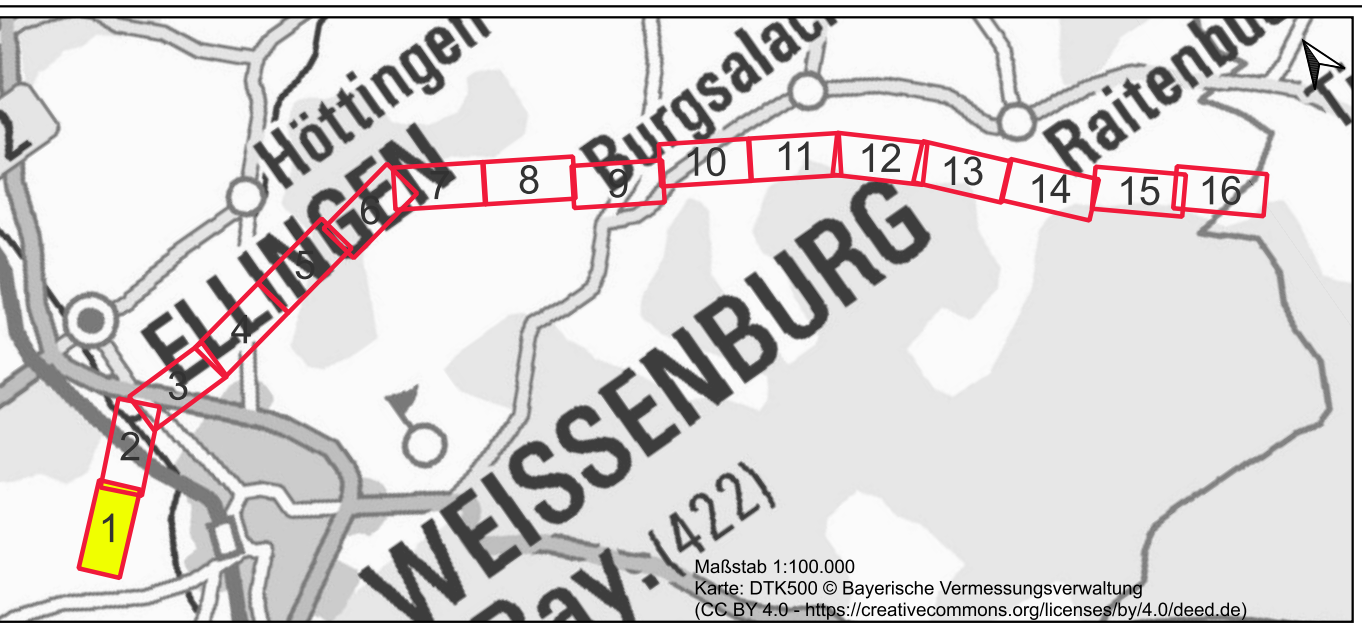 Höttingen
Burgsalach
2
ELLINGEN
WEISSENBURG
Bay. (422)
1
2
3
4
5
6
7
8
9
10
11
12
13
14
15
16
Maßstab 1:100.000
Karte: DTK500 © Bayerische Vermessungsverwaltung
(CC BY 4.0 - https://creativecommons.org/licenses/by/4.0/deed.de)